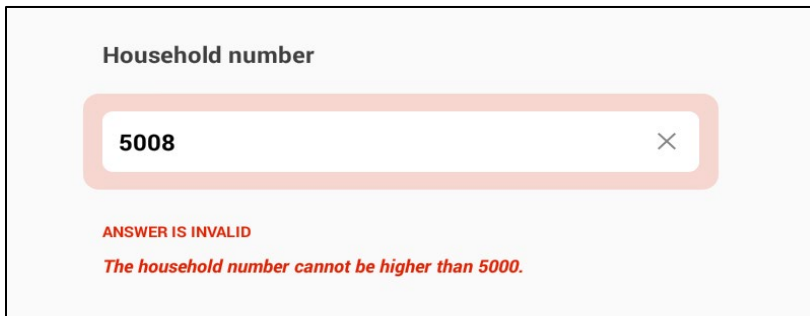 Household number
5008
ANSWER IS INVALID
The household number cannot be higher than 5000.